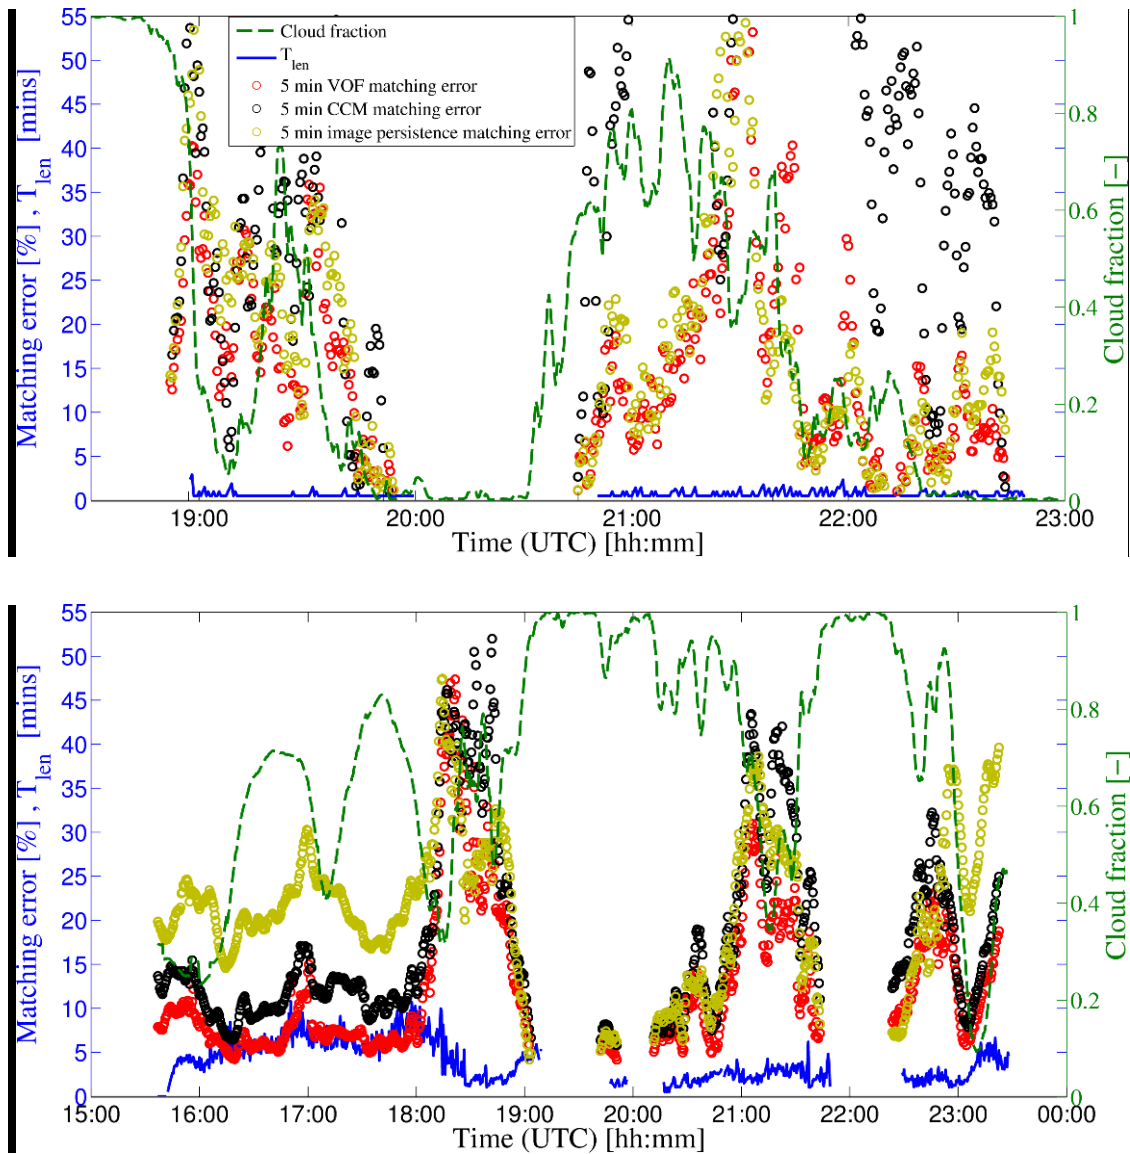 55
50
45
40
35
30
25
20
15
10
5
0
Matching error [%] , T_len [mins]
Cloud fraction
T_len
5 min VOF matching error
5 min CCM matching error
5 min image persistence matching error
1
0.8
0.6
0.4
0.2
0
Cloud fraction [−]
19:00 20:00 21:00 22:00 23:00
Time (UTC) [hh:mm]
55
50
45
40
35
30
25
20
15
10
5
0
Matching error [%] , T_len [mins]
1
0.8
0.6
0.4
0.2
0
Cloud fraction [−]
15:00 16:00 17:00 18:00 19:00 20:00 21:00 22:00 23:00 00:00
Time (UTC) [hh:mm]